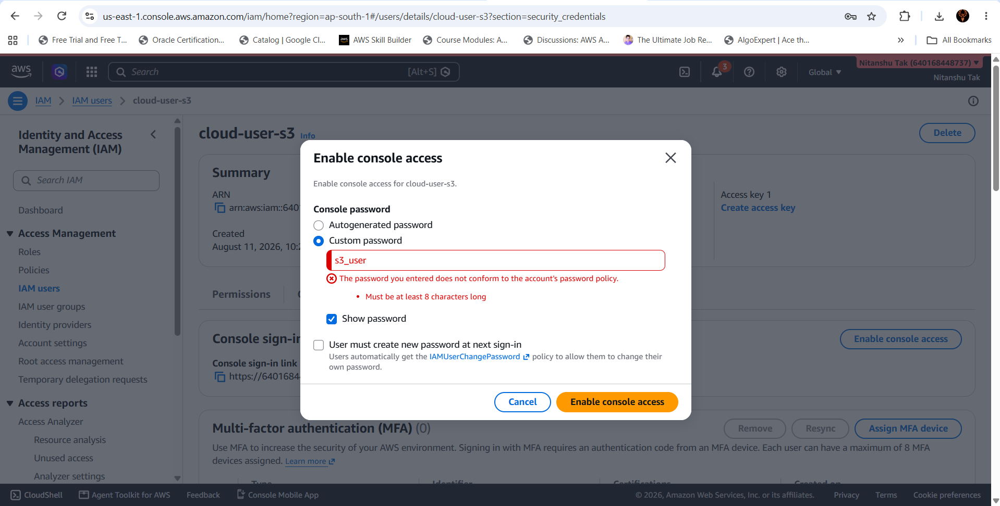 us-east-1.console.aws.amazon.com/iam/home?region=ap-south-1#/users/details/cloud-user-s3?section=security_credentials
Free Trial and Free T...
Oracle Certification...
Catalog | Google Cl...
aws AWS Skill Builder
Course Modules: A...
Discussions: AWS A...
The Ultimate Job Re...
AlgoExpert | Ace th...
All Bookmarks
aws
Search
[Alt+S]
3
Global
Nitanshu Tak (640168448737)
Nitanshu Tak
IAM
IAM users
cloud-user-s3
Identity and Access
Management (IAM)
Search IAM
Dashboard
Access Management
Roles
Policies
IAM users
IAM user groups
Identity providers
Account settings
Root access management
Temporary delegation requests
Access reports
Access Analyzer
Resource analysis
Unused access
Analyzer settings
cloud-user-s3 Info
Delete
Summary
ARN
arn:aws:iam::640
Created
August 11, 2026, 10:
Access key 1
Create access key
Permissions
Console sign-in
Enable console access
Console sign-in link
https://6401684
Enable console access
Enable console access for cloud-user-s3.
Console password
Autogenerated password
Custom password
s3_user
The password you entered does not conform to the account's password policy.
• Must be at least 8 characters long
Show password
User must create new password at next sign-in
Users automatically get the IAMUserChangePassword policy to allow them to change their
own password.
Cancel
Enable console access
Multi-factor authentication (MFA) (0)
Remove
Resync
Assign MFA device
Use MFA to increase the security of your AWS environment. Signing in with MFA requires an authentication code from an MFA device. Each user can have a maximum of 8 MFA
devices assigned. Learn more
Type
Identifier
Certifications
Created on
CloudShell
Agent Toolkit for AWS
Feedback
Console Mobile App
© 2026, Amazon Web Services, Inc. or its affiliates.
Privacy
Terms
Cookie preferences